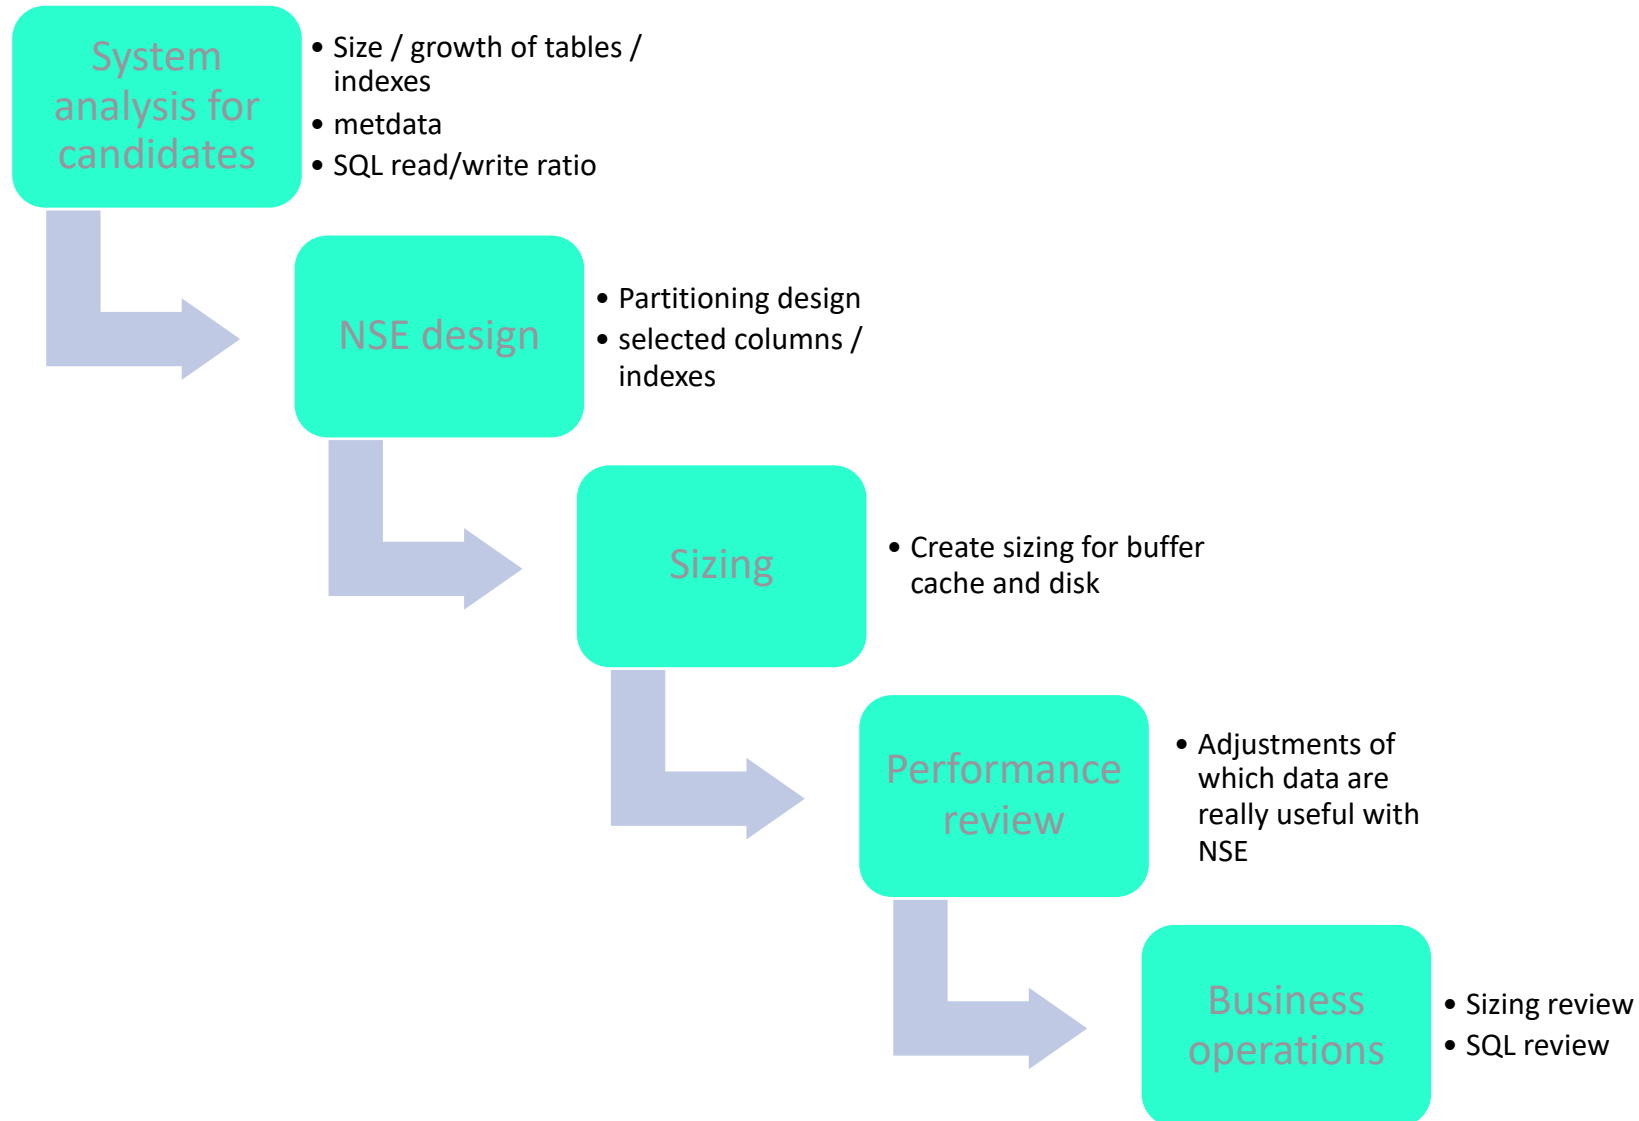 System
analysis for
candidates
• Size / growth of tables /
indexes
• metdata
• SQL read/write ratio
NSE design
• Partitioning design
• selected columns /
indexes
Sizing
• Create sizing for buffer
cache and disk
Performance
review
• Adjustments of
which data are
really useful with
NSE
Business
operations
• Sizing review
• SQL review